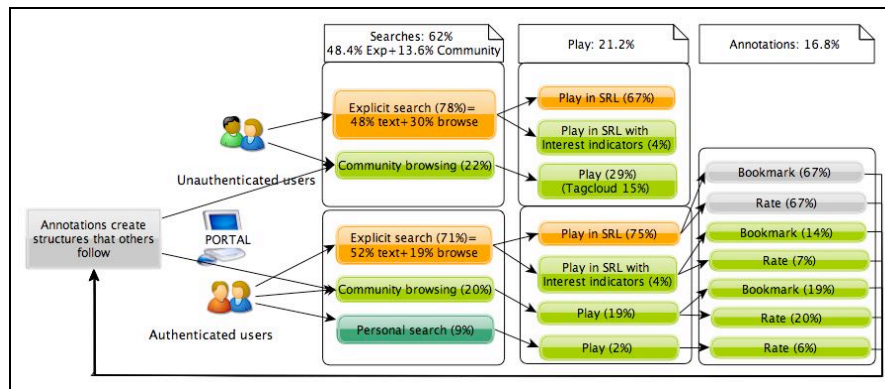 Searches: 62%
48.4% Exp+13.6% Community
Play: 21.2%
Annotations: 16.8%
Explicit search (78%)=
48% text+30% browse
Community browsing (22%)
Unauthenticated users
Play in SRL (67%)
Play in SRL with
Interest indicators (4%)
Play (29%)
(Tagcloud 15%)
Annotations create
structures that others
follow
PORTAL
Authenticated users
Explicit search (71%)=
52% text+19% browse
Community browsing (20%)
Personal search (9%)
Play in SRL (75%)
Play in SRL with
Interest indicators (4%)
Play (19%)
Play (2%)
Bookmark (67%)
Rate (67%)
Bookmark (14%)
Rate (7%)
Bookmark (19%)
Rate (20%)
Rate (6%)